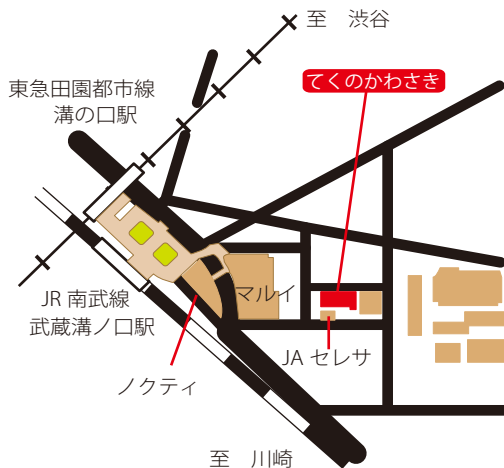 至　渋谷
東急田園都市線
溝の口駅
てくのかわさき
マルイ
JR 南武線
武蔵溝ノ口駅
JA セレサ
ノクティ
至　川崎